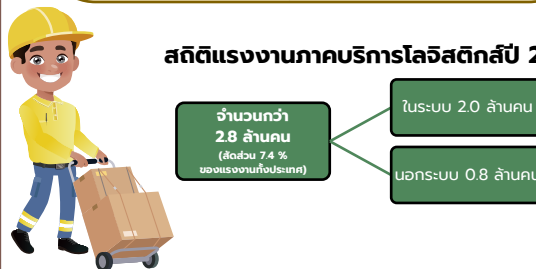 สถิติแรงงานภาคบริการโลจิสติกส์ปี 2
จำนวนกว่า
2.8 ล้านคน
(สัดส่วน 7.4 %
ของแรงงานทั้งประเทศ)
ในระบบ 2.0 ล้านคน
นอกระบบ 0.8 ล้านคน